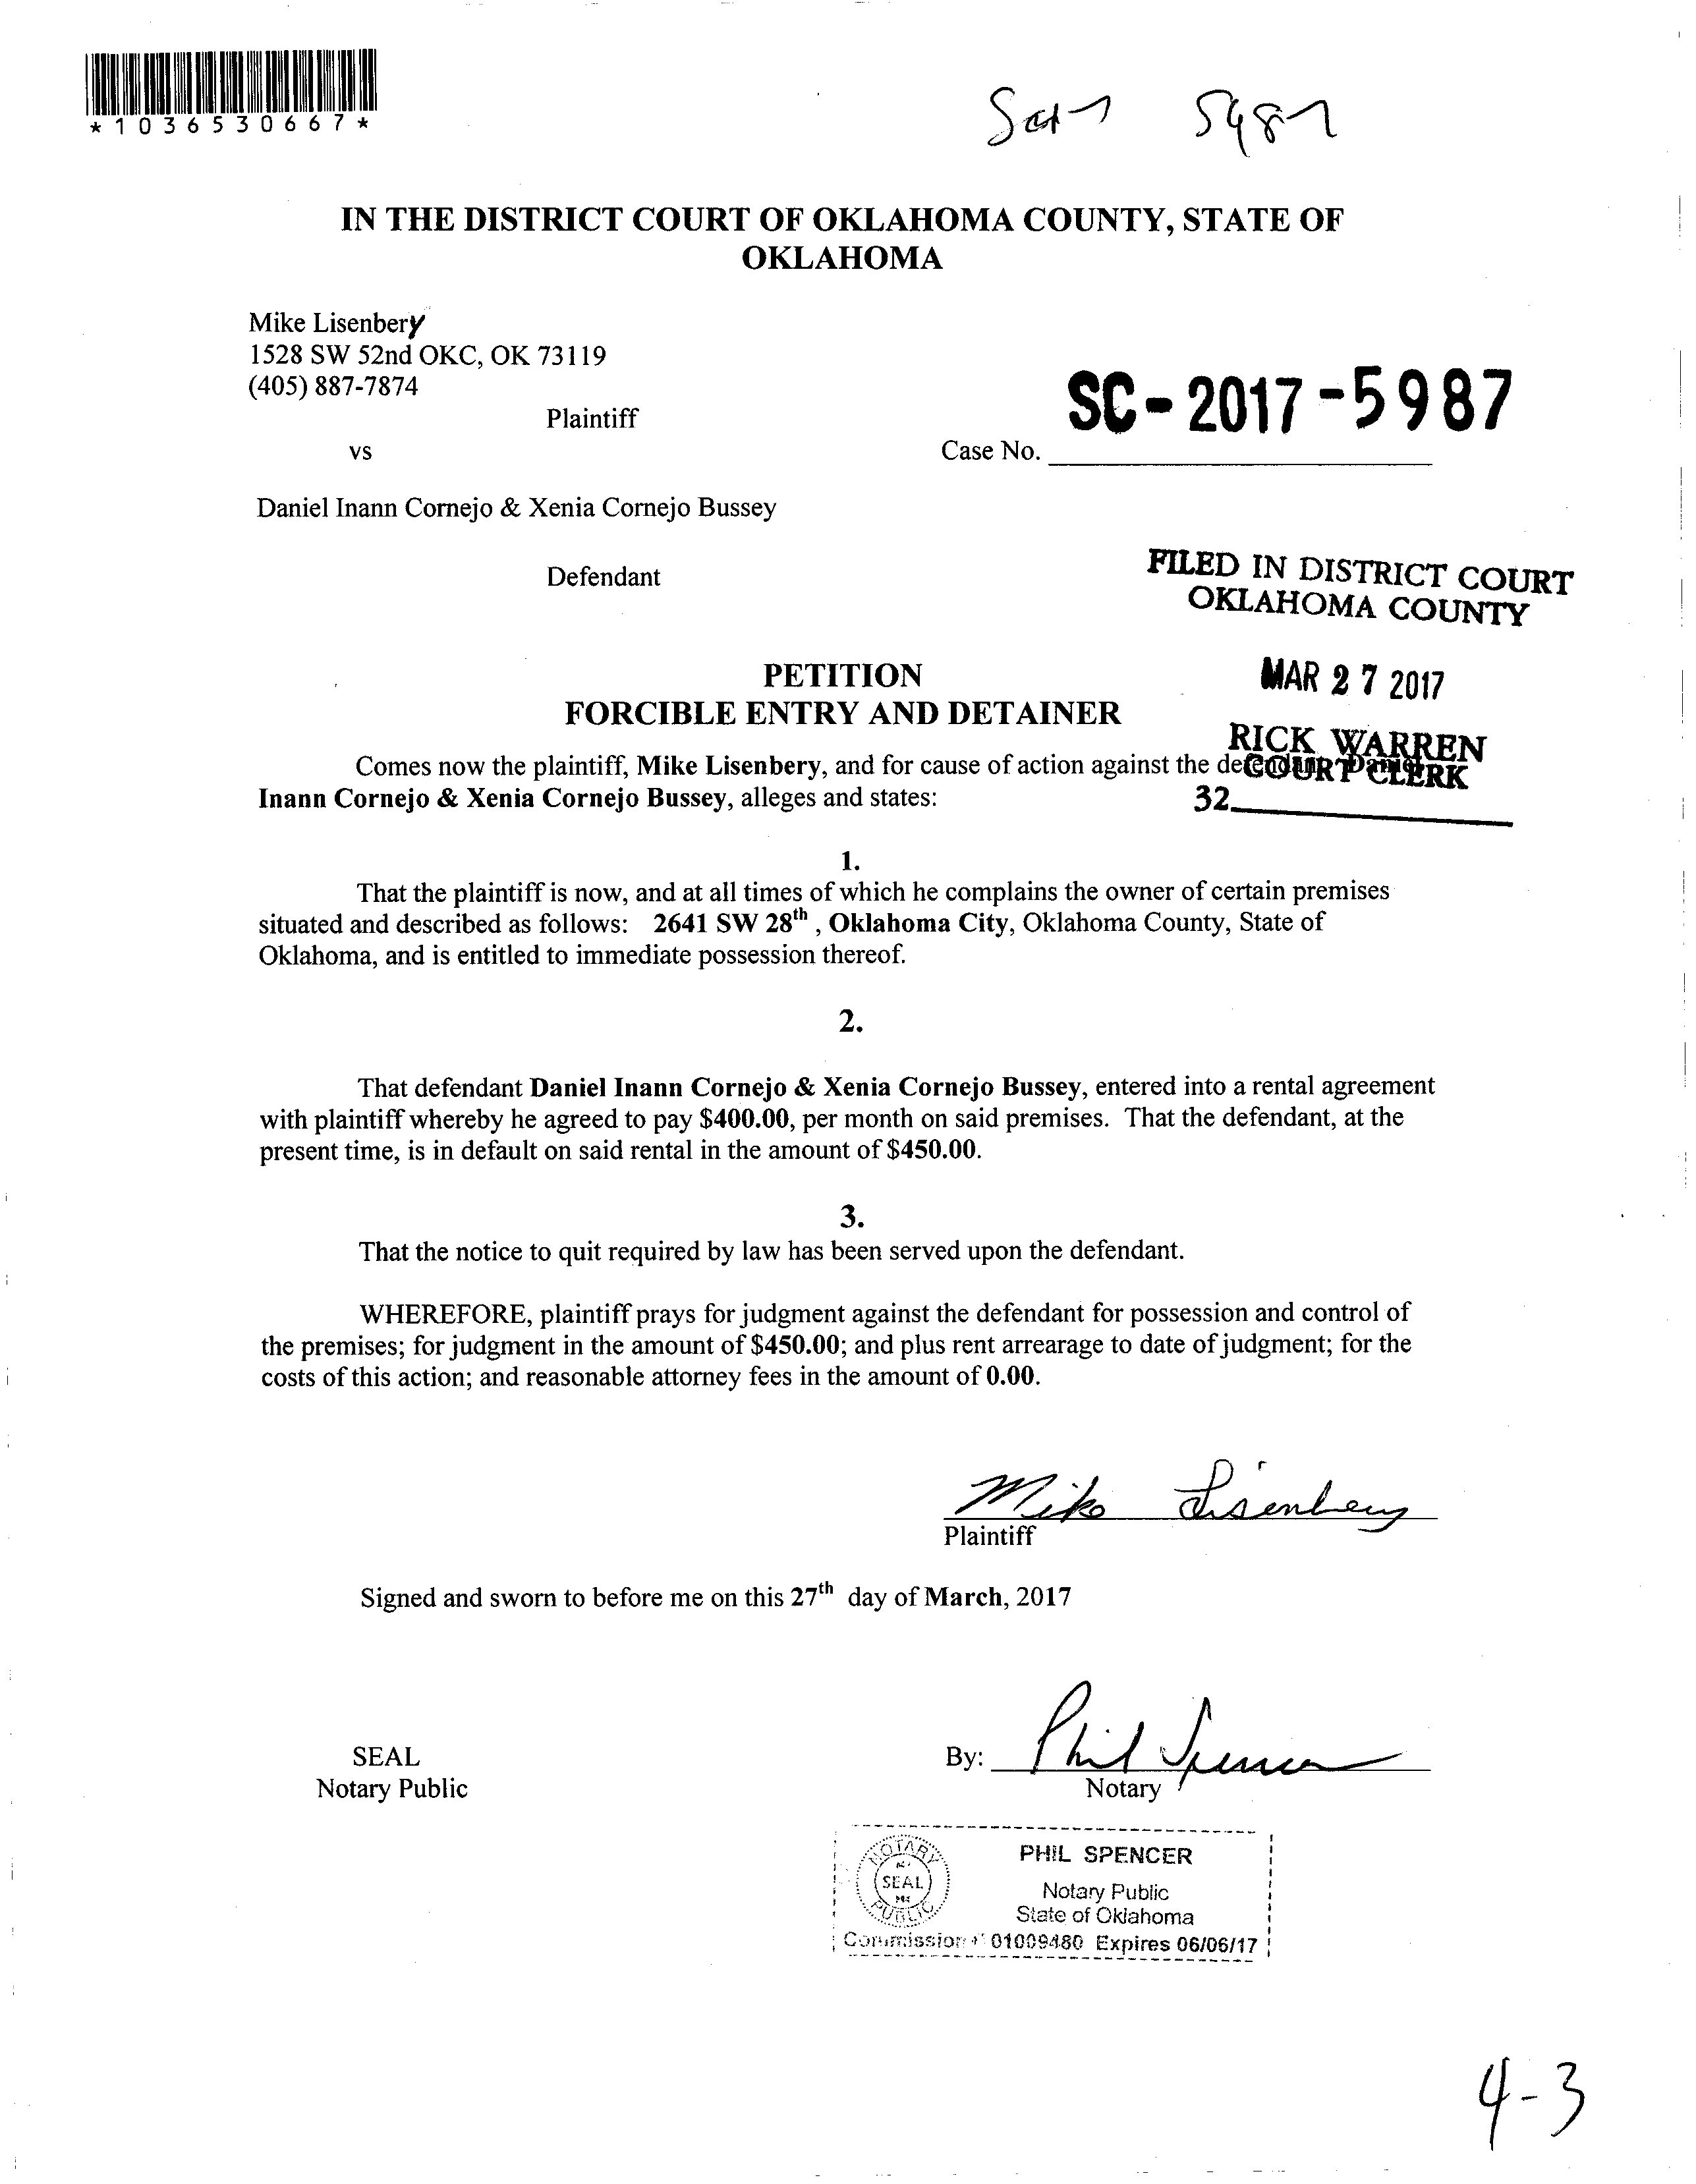 *1036530667*
5987
IN THE DISTRICT COURT OF OKLAHOMA COUNTY, STATE OF
OKLAHOMA
Mike Lisenbery
1528 SW 52nd OKC, OK 73119
(405) 887-7874
Plaintiff
vs
SC-2017-5987
Case No.
Daniel Inann Cornejo & Xenia Cornejo Bussey
Defendant
FILED IN DISTRICT COURT
OKLAHOMA COUNTY
MAR 27 2017
RICK WARREN
COURT CLERK
32
PETITION
FORCIBLE ENTRY AND DETAINER
Comes now the plaintiff, Mike Lisenbery, and for cause of action against the defendant Daniel
Inann Cornejo & Xenia Cornejo Bussey, alleges and states:
1.
That the plaintiff is now, and at all times of which he complains the owner of certain premises
situated and described as follows: 2641 SW 28th , Oklahoma City, Oklahoma County, State of
Oklahoma, and is entitled to immediate possession thereof.
2.
That defendant Daniel Inann Cornejo & Xenia Cornejo Bussey, entered into a rental agreement
with plaintiff whereby he agreed to pay $400.00, per month on said premises. That the defendant, at the
present time, is in default on said rental in the amount of $450.00.
3.
That the notice to quit required by law has been served upon the defendant.
WHEREFORE, plaintiff prays for judgment against the defendant for possession and control of
the premises; for judgment in the amount of $450.00; and plus rent arrearage to date of judgment; for the
costs of this action; and reasonable attorney fees in the amount of 0.00.
Mike Lisenbery
Plaintiff
Signed and sworn to before me on this 27th day of March, 2017
SEAL
Notary Public
By: Phil Spencer
Notary
NOTARY
SEAL
PUBLIC
PHIL SPENCER
Notary Public
State of Oklahoma
Commission # 01009480 Expires 06/06/17
4-3